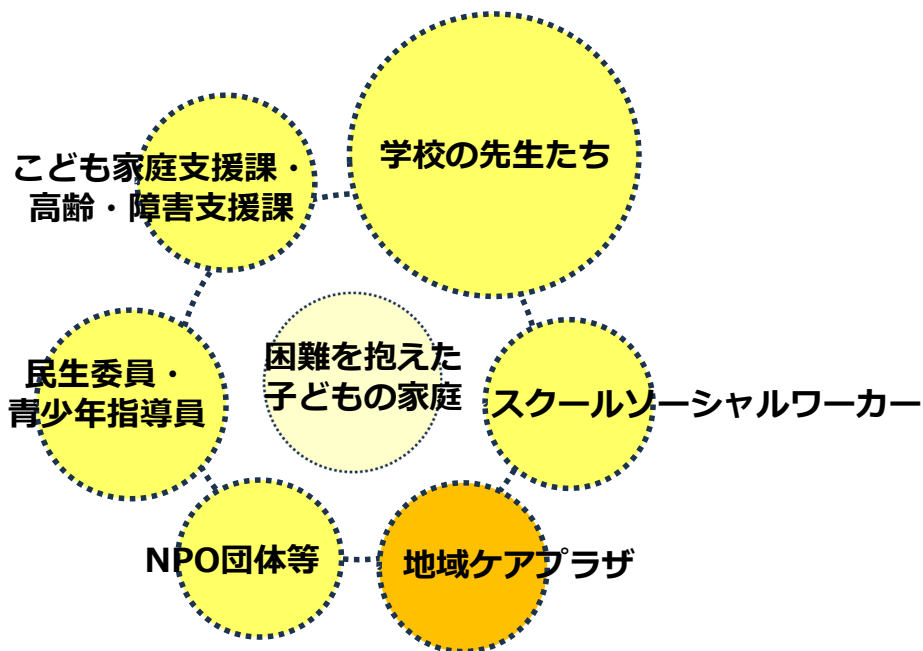 学校の先生たち
こども家庭支援課・
高齢・障害支援課
困難を抱えた
子どもの家庭
民生委員・
青少年指導員
スクールソーシャルワーカー
NPO団体等
地域ケアプラザ